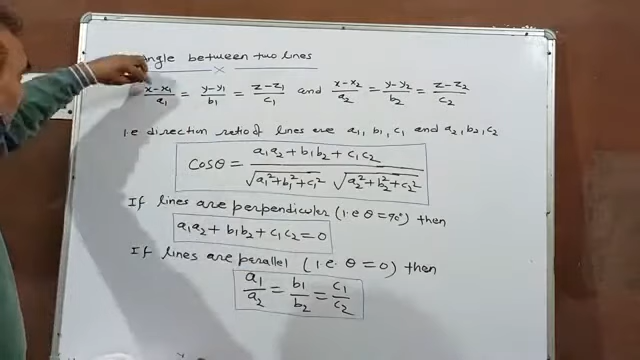 Angle between two lines
x-x₁/a₁ = y-y₁/b₁ = z-z₁/c₁ and x-x₂/a₂ = y-y₂/b₂ = z-z₂/c₂
i.e direction ratio of lines are a₁, b₁, c₁ and a₂, b₂, c₂
cosθ = a₁a₂ + b₁b₂ + c₁c₂ / √a₁²+b₁²+c₁² √a₂²+b₂²+c₂²
If lines are perpendiculer (i.e θ = 90°) then
a₁a₂ + b₁b₂ + c₁c₂ = 0
If lines are parallel (i.e. θ = 0) then
a₁/a₂ = b₁/b₂ = c₁/c₂